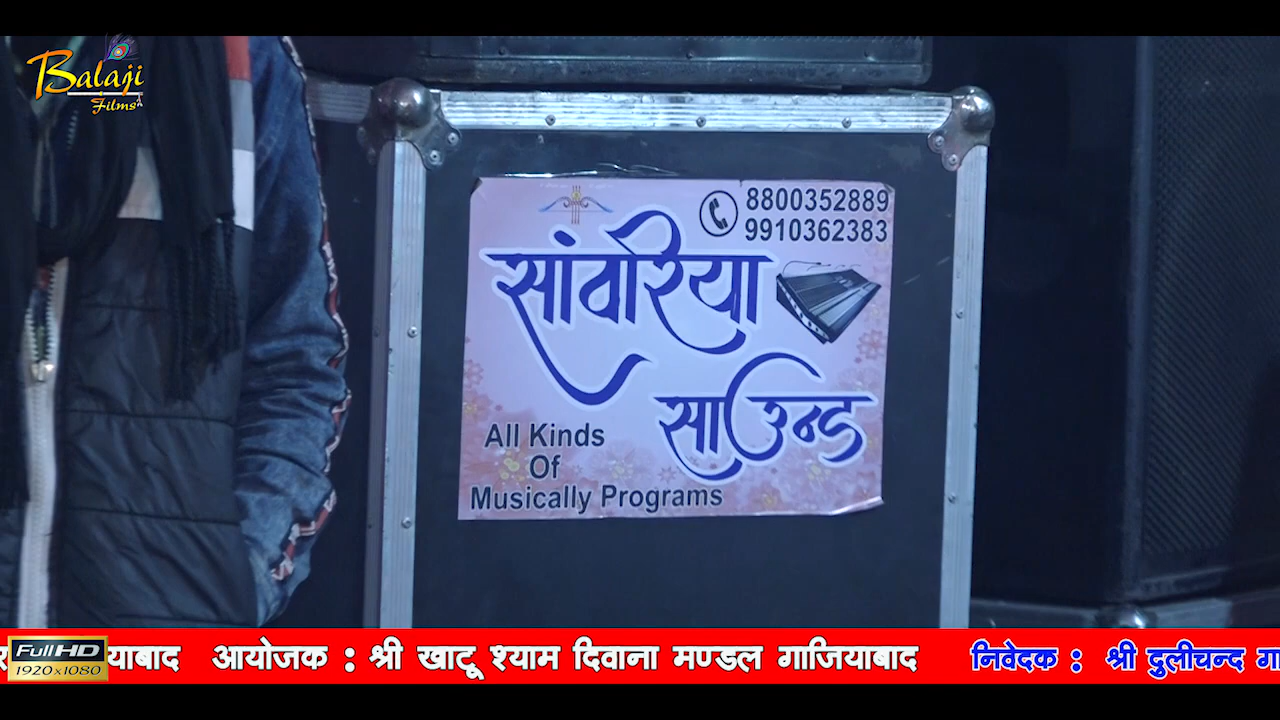 Balaji
Films
8800352889
9910362383
सांवरिया
साउन्ड
All Kinds
Of
Musically Programs
Full HD
1920x1080
याबाद आयोजक : श्री खाटू श्याम दिवाना मण्डल गाजियाबाद निवेदक : श्री दुलीचन्द गा